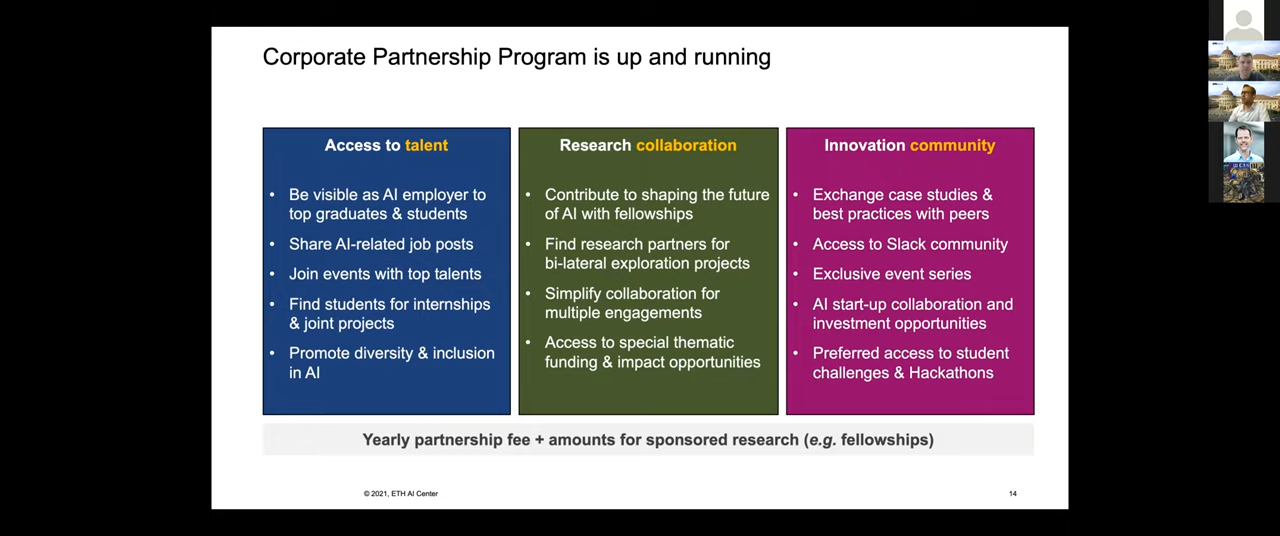 Corporate Partnership Program is up and running
Access to talent
• Be visible as AI employer to
top graduates & students
• Share AI-related job posts
• Join events with top talents
• Find students for internships
& joint projects
• Promote diversity & inclusion
in AI
Research collaboration
• Contribute to shaping the future
of AI with fellowships
• Find research partners for
bi-lateral exploration projects
• Simplify collaboration for
multiple engagements
• Access to special thematic
funding & impact opportunities
Innovation community
• Exchange case studies &
best practices with peers
• Access to Slack community
• Exclusive event series
• AI start-up collaboration and
investment opportunities
• Preferred access to student
challenges & Hackathons
Yearly partnership fee + amounts for sponsored research (e.g. fellowships)
© 2021, ETH AI Center
14